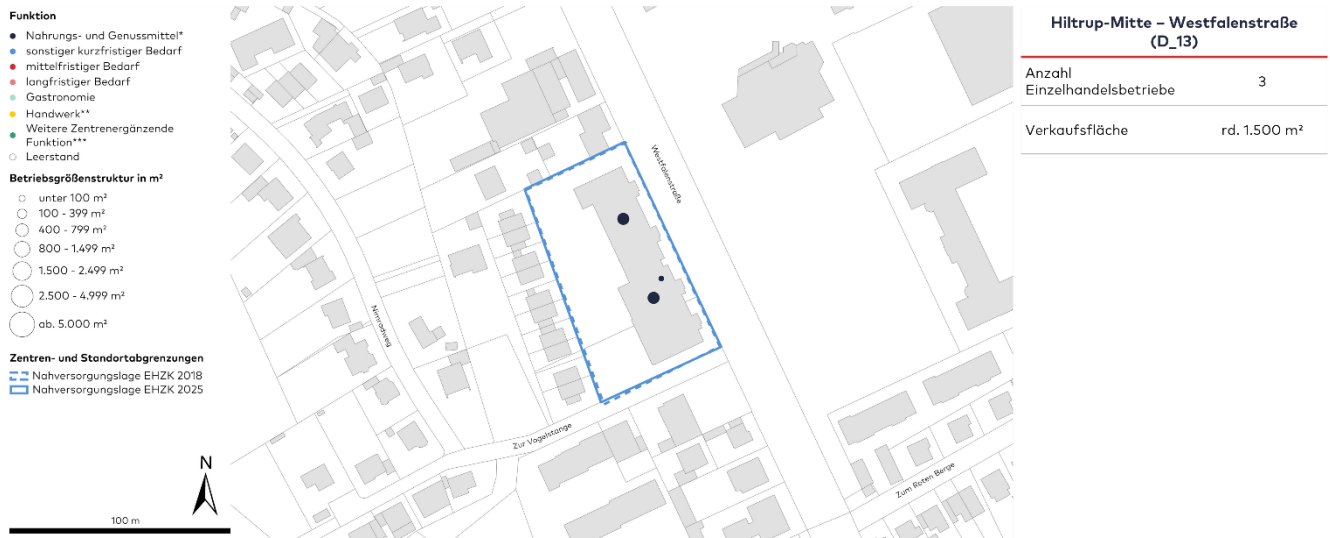 Funktion
Nahrungs- und Genussmittel*
sonstiger kurzfristiger Bedarf
mittelfristiger Bedarf
langfristiger Bedarf
Gastronomie
Handwerk**
Weitere Zentrenergänzende
Funktion***
Leerstand
Betriebsgrößenstruktur in m²
unter 100 m²
100 - 399 m²
400 - 799 m²
800 - 1.499 m²
1.500 - 2.499 m²
2.500 - 4.999 m²
ab. 5.000 m²
Zentren- und Standortabgrenzungen
Nahversorgungslage EHZK 2018
Nahversorgungslage EHZK 2025
N
100 m
Westfalenstraße
Nimrodweg
Zur Vogelstange
Zum Roten Berge
Hiltrup-Mitte – Westfalenstraße
(D_13)
Anzahl
Einzelhandelsbetriebe 3
Verkaufsfläche rd. 1.500 m²